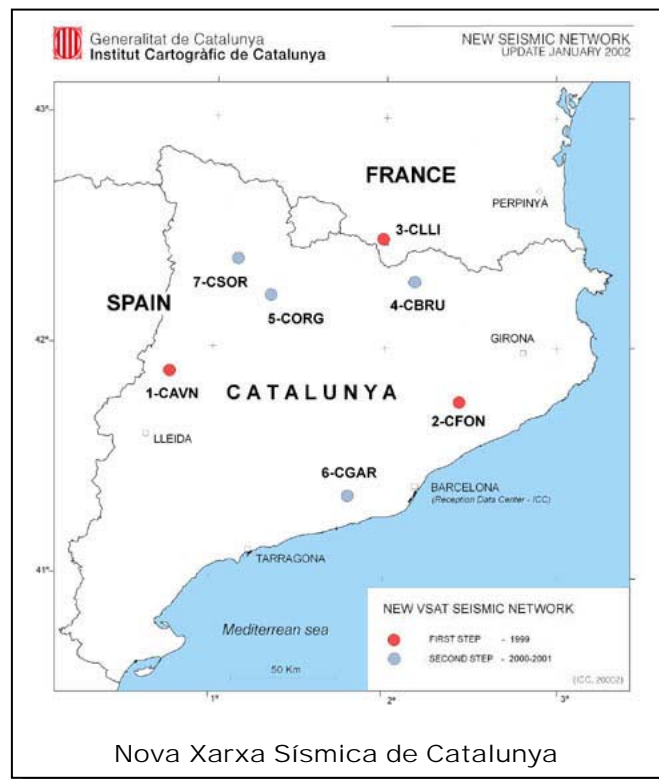 Generalitat de Catalunya
Institut Cartogràfic de Catalunya
NEW SEISMIC NETWORK
UPDATE JANUARY 2002
43°
FRANCE
PERPINYÀ
3-CLLI
7-CSOR
SPAIN
5-CORG
4-CBRU
42°
GIRONA
1-CAVN
CATALUNYA
2-CFON
LLEIDA
6-CGAR
BARCELONA
(Reception Data Center - ICC)
TARRAGONA
41°
NEW VSAT SEISMIC NETWORK
Mediterrean sea
FIRST STEP - 1999
SECOND STEP - 2000-2001
50 Km
(ICC, 20002)
1°
2°
3°
Nova Xarxa Sísmica de Catalunya